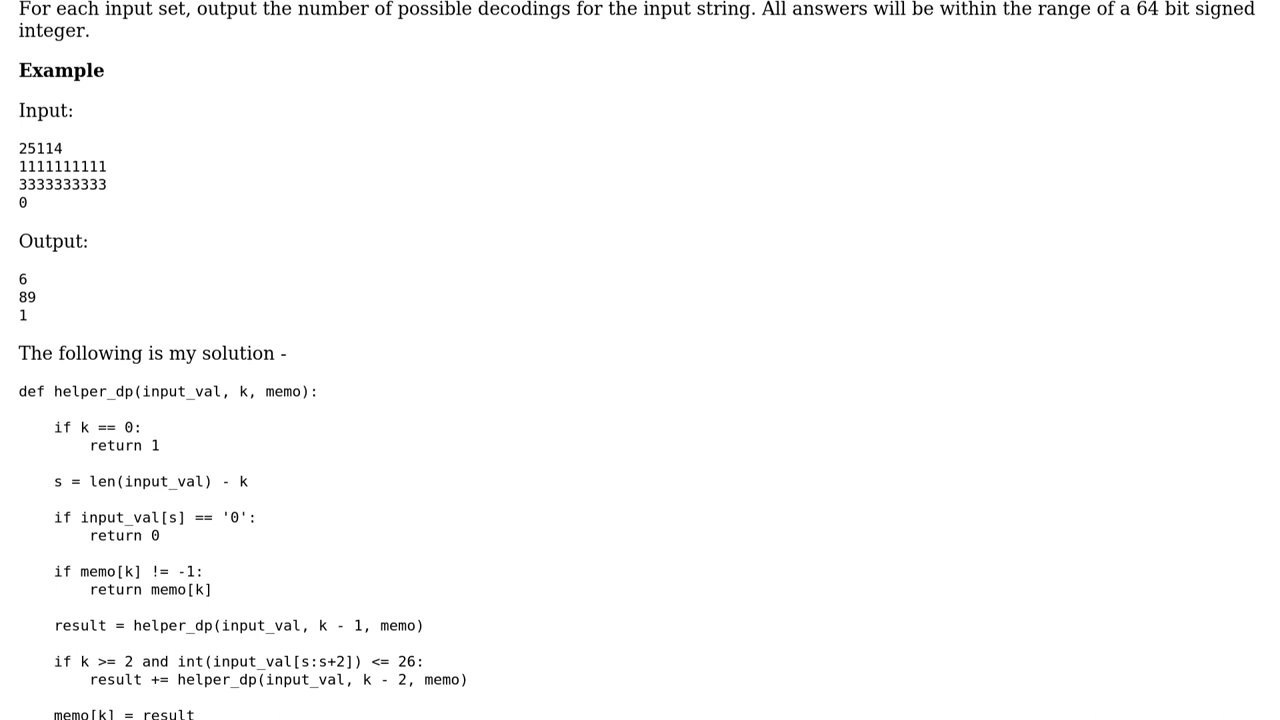 For each input set, output the number of possible decodings for the input string. All answers will be within the range of a 64 bit signed
integer.
Example
Input:
25114
1111111111
3333333333
0
Output:
6
89
1
The following is my solution -
def helper_dp(input_val, k, memo):
    if k == 0:
        return 1
    s = len(input_val) - k
    if input_val[s] == '0':
        return 0
    if memo[k] != -1:
        return memo[k]
    result = helper_dp(input_val, k - 1, memo)
    if k >= 2 and int(input_val[s:s+2]) <= 26:
        result += helper_dp(input_val, k - 2, memo)
    memo[k] = result